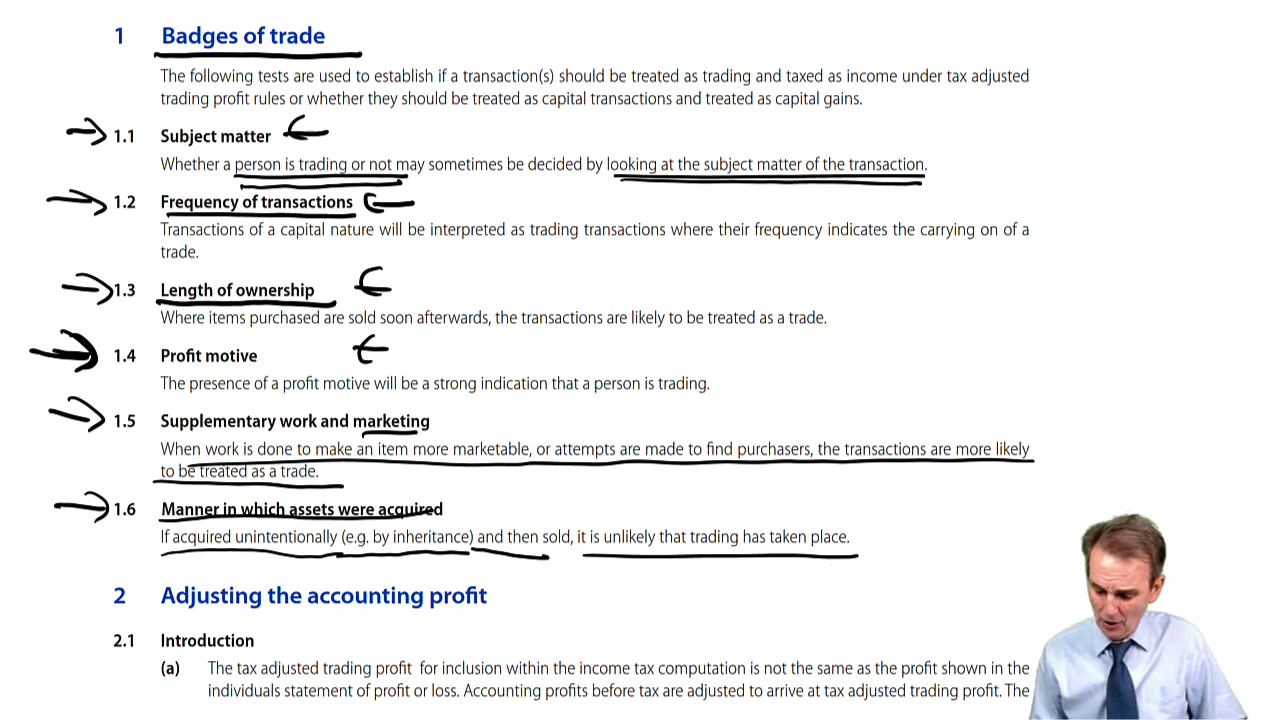 1 Badges of trade
The following tests are used to establish if a transaction(s) should be treated as trading and taxed as income under tax adjusted
trading profit rules or whether they should be treated as capital transactions and treated as capital gains.
1.1 Subject matter
Whether a person is trading or not may sometimes be decided by looking at the subject matter of the transaction.
1.2 Frequency of transactions
Transactions of a capital nature will be interpreted as trading transactions where their frequency indicates the carrying on of a
trade.
1.3 Length of ownership
Where items purchased are sold soon afterwards, the transactions are likely to be treated as a trade.
1.4 Profit motive
The presence of a profit motive will be a strong indication that a person is trading.
1.5 Supplementary work and marketing
When work is done to make an item more marketable, or attempts are made to find purchasers, the transactions are more likely
to be treated as a trade.
1.6 Manner in which assets were acquired
If acquired unintentionally (e.g. by inheritance) and then sold, it is unlikely that trading has taken place.
2 Adjusting the accounting profit
2.1 Introduction
(a) The tax adjusted trading profit for inclusion within the income tax computation is not the same as the profit shown in the
individuals statement of profit or loss. Accounting profits before tax are adjusted to arrive at tax adjusted trading profit. The